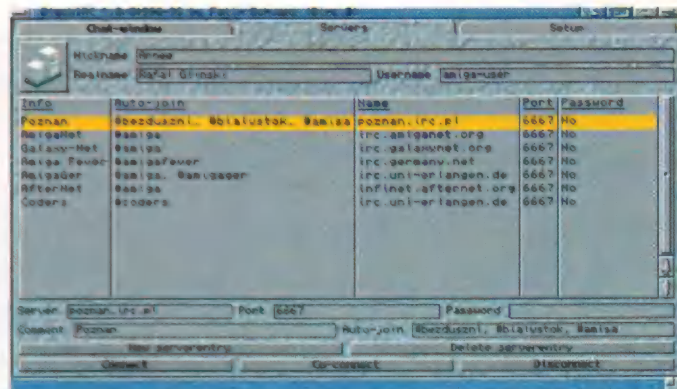 Chat-window Servers Setup
Nickname Arnee
Realname Rafal Glinski Username amiga-user
Info Auto-join Name Port Password
Poznan #bezduszni, #bialystok, #amiga poznan.irc.pl 6667 No
AmigaNet #amiga irc.amiganet.org 6667 No
Galaxy-Net #amiga irc.galaxynet.org 6667 No
Amiga Fever #amigafever irc.germany.net 6667 No
AmigaGer #amiga, #amigager irc.uni-erlangen.de 6667 No
AfterNet #amiga infinet.afternet.org 6667 No
Coders #coders irc.uni-erlangen.de 6667 No
Server poznan.irc.pl Port 6667 Password
Comment Poznan Auto-join #bezduszni, #bialystok, #amiga
New serverentry Delete serverentry
Connect Co-connect Disconnect